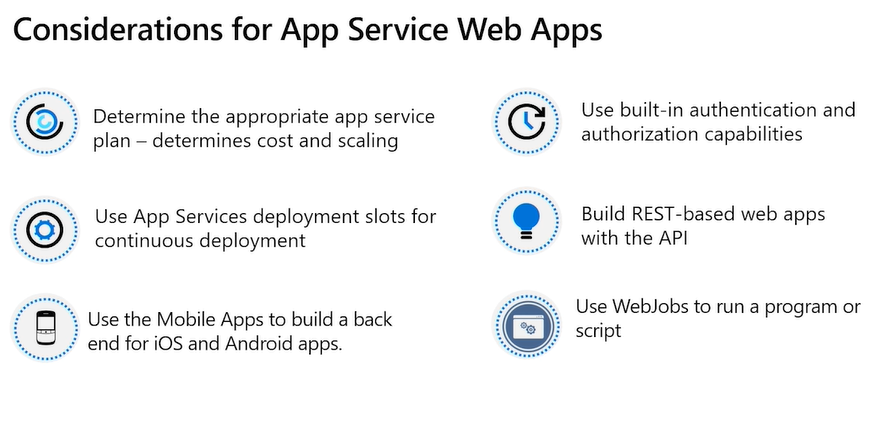 Considerations for App Service Web Apps
Determine the appropriate app service
plan – determines cost and scaling
Use App Services deployment slots for
continuous deployment
Use the Mobile Apps to build a back
end for iOS and Android apps.
Use built-in authentication and
authorization capabilities
Build REST-based web apps
with the API
Use WebJobs to run a program or
script